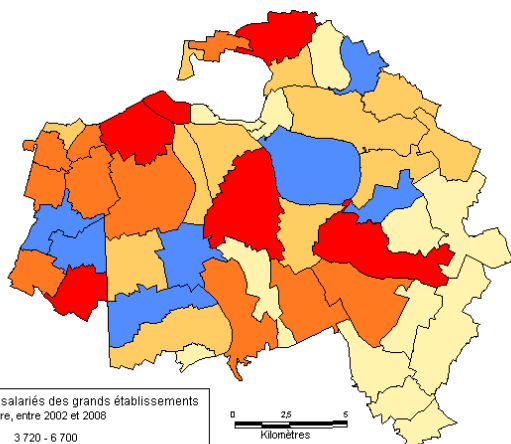 salariés des grands établissements
re, entre 2002 et 2008
3 720 - 6 700
0 2,5 5
Kilomètres